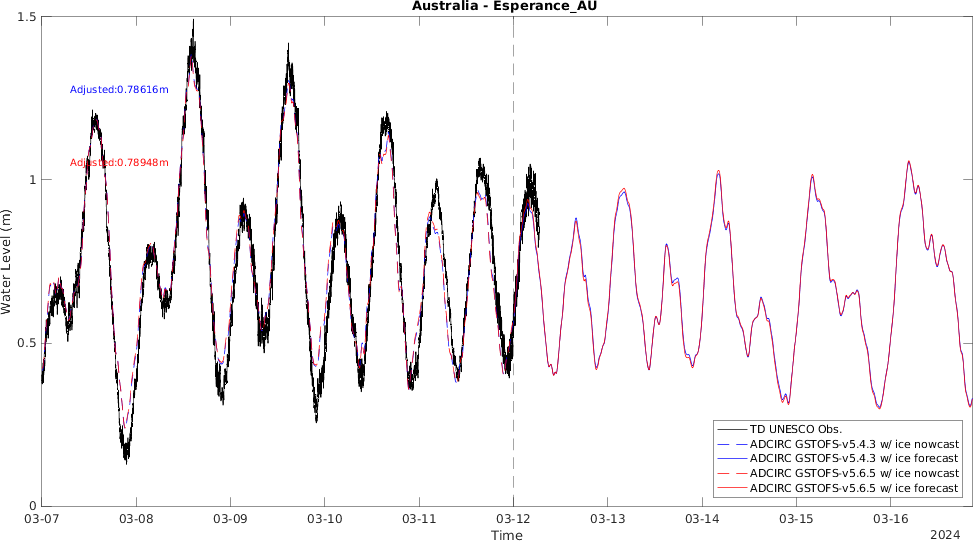 Australia - Esperance_AU
1.5
Adjusted:0.78616m
Adjusted:0.78948m
1
0.5
0
Water Level (m)
TD UNESCO Obs.
ADCIRC GSTOFS-v5.4.3 w/ ice nowcast
ADCIRC GSTOFS-v5.4.3 w/ ice forecast
ADCIRC GSTOFS-v5.6.5 w/ ice nowcast
ADCIRC GSTOFS-v5.6.5 w/ ice forecast
03-07 03-08 03-09 03-10 03-11 03-12 03-13 03-14 03-15 03-16
Time
2024